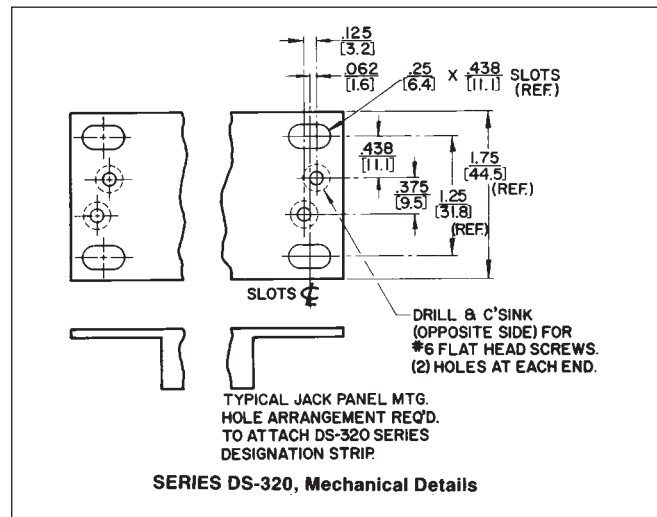 .125
[3.2]
.062
[1.6]
.25
[6.4]
X
.438
[11.1]
SLOTS
(REF.)
.438
[11.1]
.375
[9.5]
1.25
[31.8]
(REF.)
1.75
[44.5]
(REF.)
SLOTS ℄
DRILL & C'SINK
(OPPOSITE SIDE) FOR
#6 FLAT HEAD SCREWS.
(2) HOLES AT EACH END.
TYPICAL JACK PANEL MTG.
HOLE ARRANGEMENT REQ'D.
TO ATTACH DS-320 SERIES
DESIGNATION STRIP.
SERIES DS-320, Mechanical Details